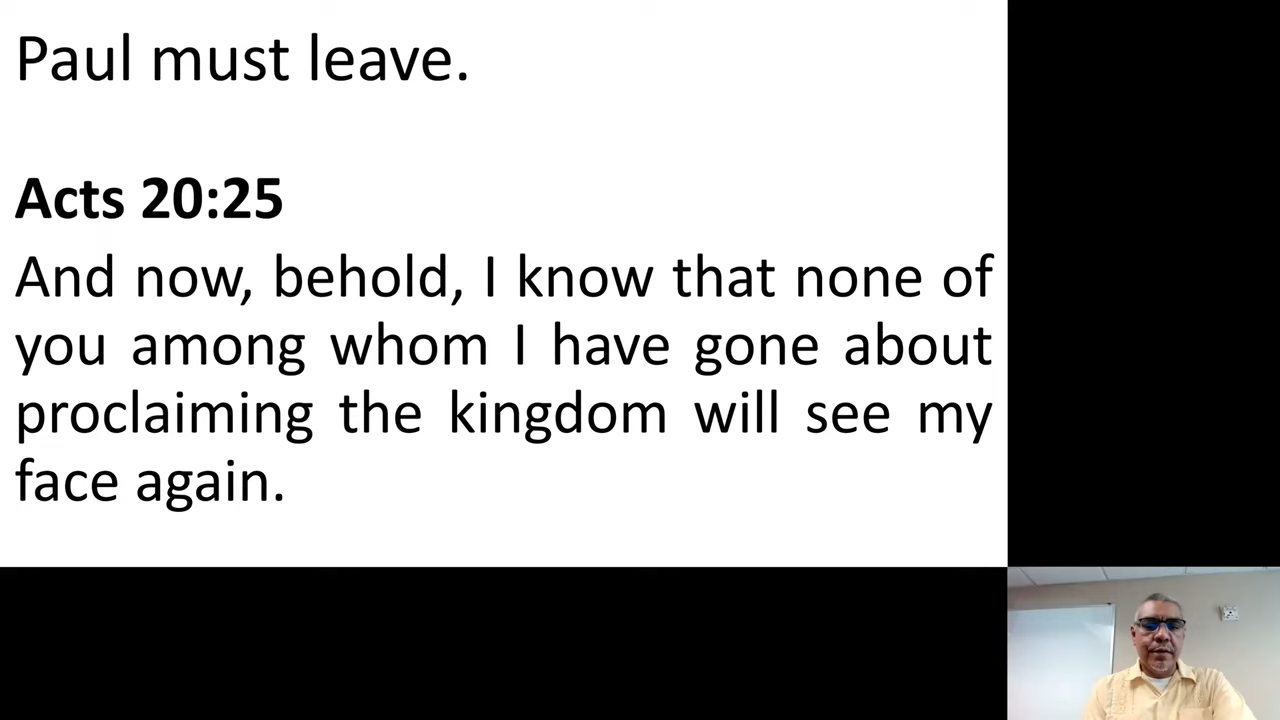 Paul must leave.
Acts 20:25
And now, behold, I know that none of
you among whom I have gone about
proclaiming the kingdom will see my
face again.